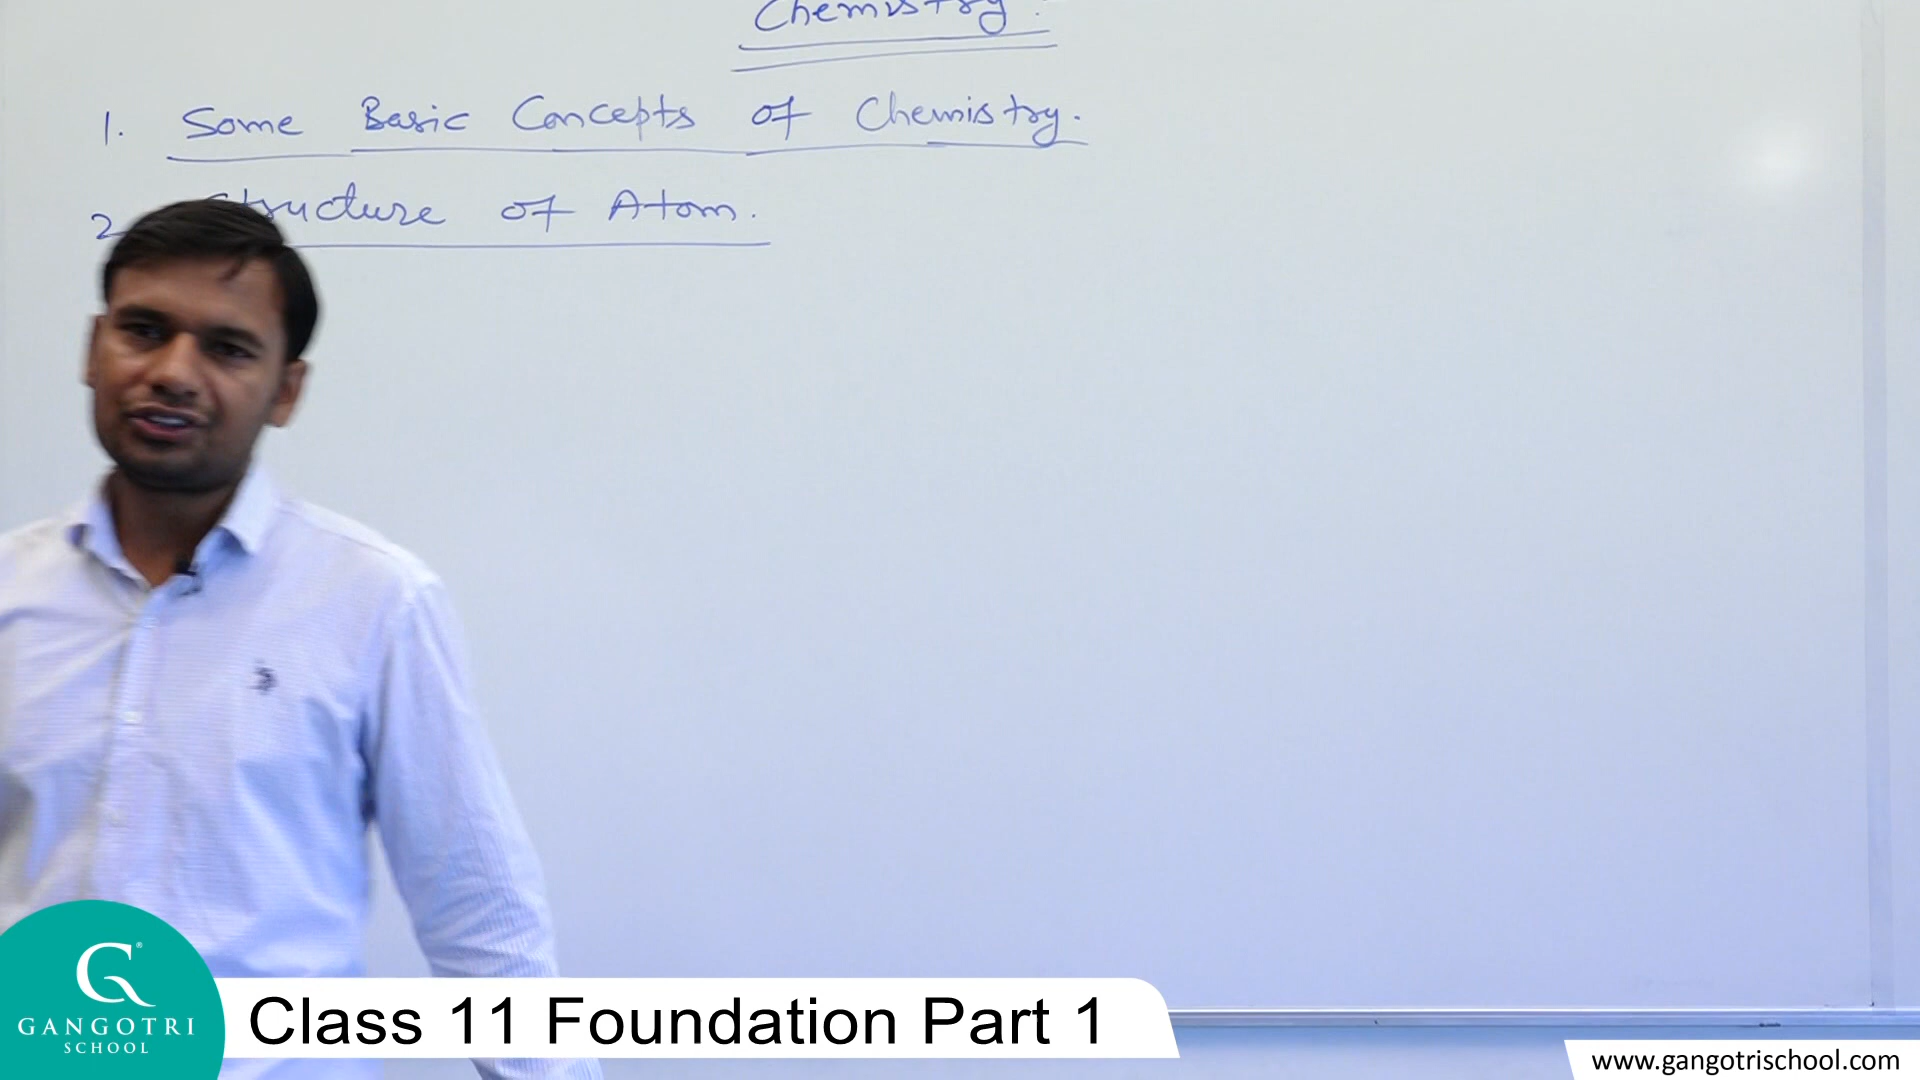 Chemistry.
1. Some Basic Concepts of Chemistry.
2. Structure of Atom.
GANGOTRI
SCHOOL
Class 11 Foundation Part 1
www.gangotrischool.com